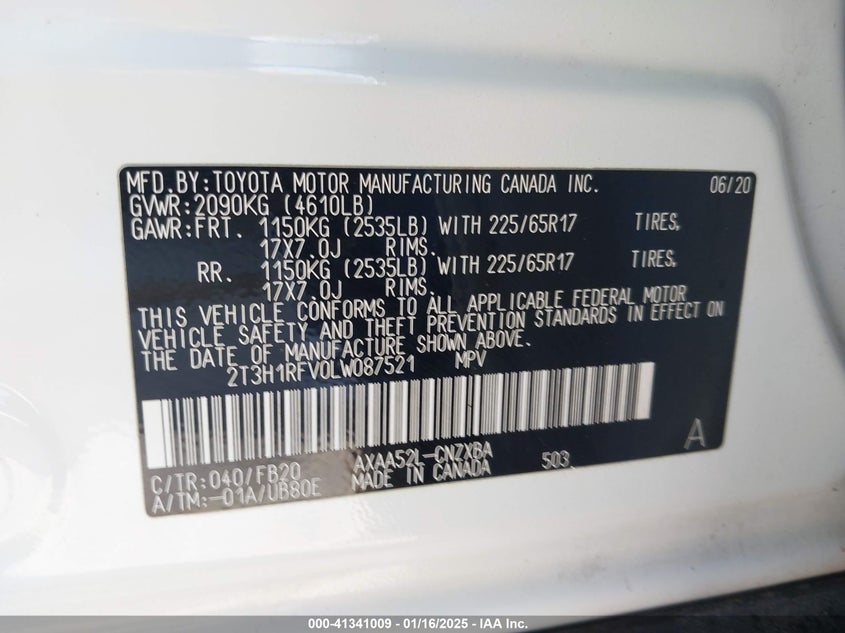 MFD.BY:TOYOTA MOTOR MANUFACTURING CANADA INC. 06/20
GVWR:2090KG (4610LB)
GAWR:FRT. 1150KG (2535LB) WITH 225/65R17 TIRES,
17X7.0J RIMS.
RR. 1150KG (2535LB) WITH 225/65R17 TIRES,
17X7.0J RIMS.
THIS VEHICLE CONFORMS TO ALL APPLICABLE FEDERAL MOTOR
VEHICLE SAFETY AND THEFT PREVENTION STANDARDS IN EFFECT ON
THE DATE OF MANUFACTURE SHOWN ABOVE.
2T3H1RFV0LW087521 MPV
A
C/TR:040/FB20 AXAA52L-CNZXBA 503
A/TM:-01A/UB80E MADE IN CANADA
000-41341009 - 01/16/2025 - IAA Inc.